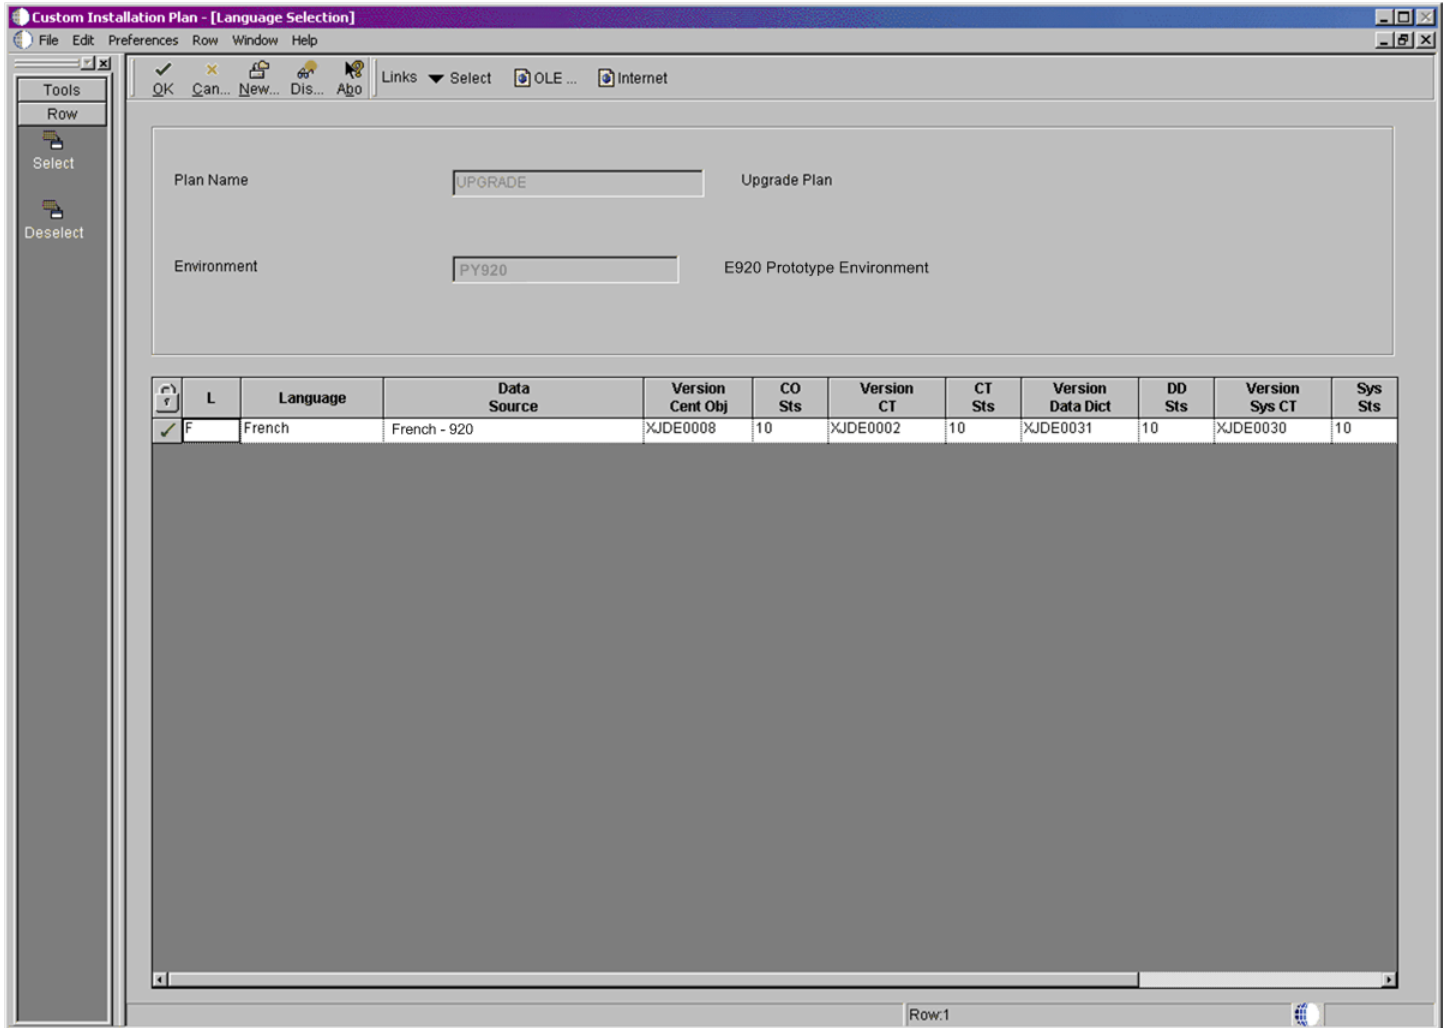 Custom Installation Plan - [Language Selection]
File Edit Preferences Row Window Help
Tools
Row
Select
Deselect
OK Can... New... Dis... Abo Links Select OLE ... Internet
Plan Name UPGRADE Upgrade Plan
Environment PY920 E920 Prototype Environment
L Language Data Source Version Cent Obj CO Sts Version CT CT Sts Version Data Dict DD Sts Version Sys CT Sys Sts
F French French - 920 XJDE0008 10 XJDE0002 10 XJDE0031 10 XJDE0030 10
Row:1